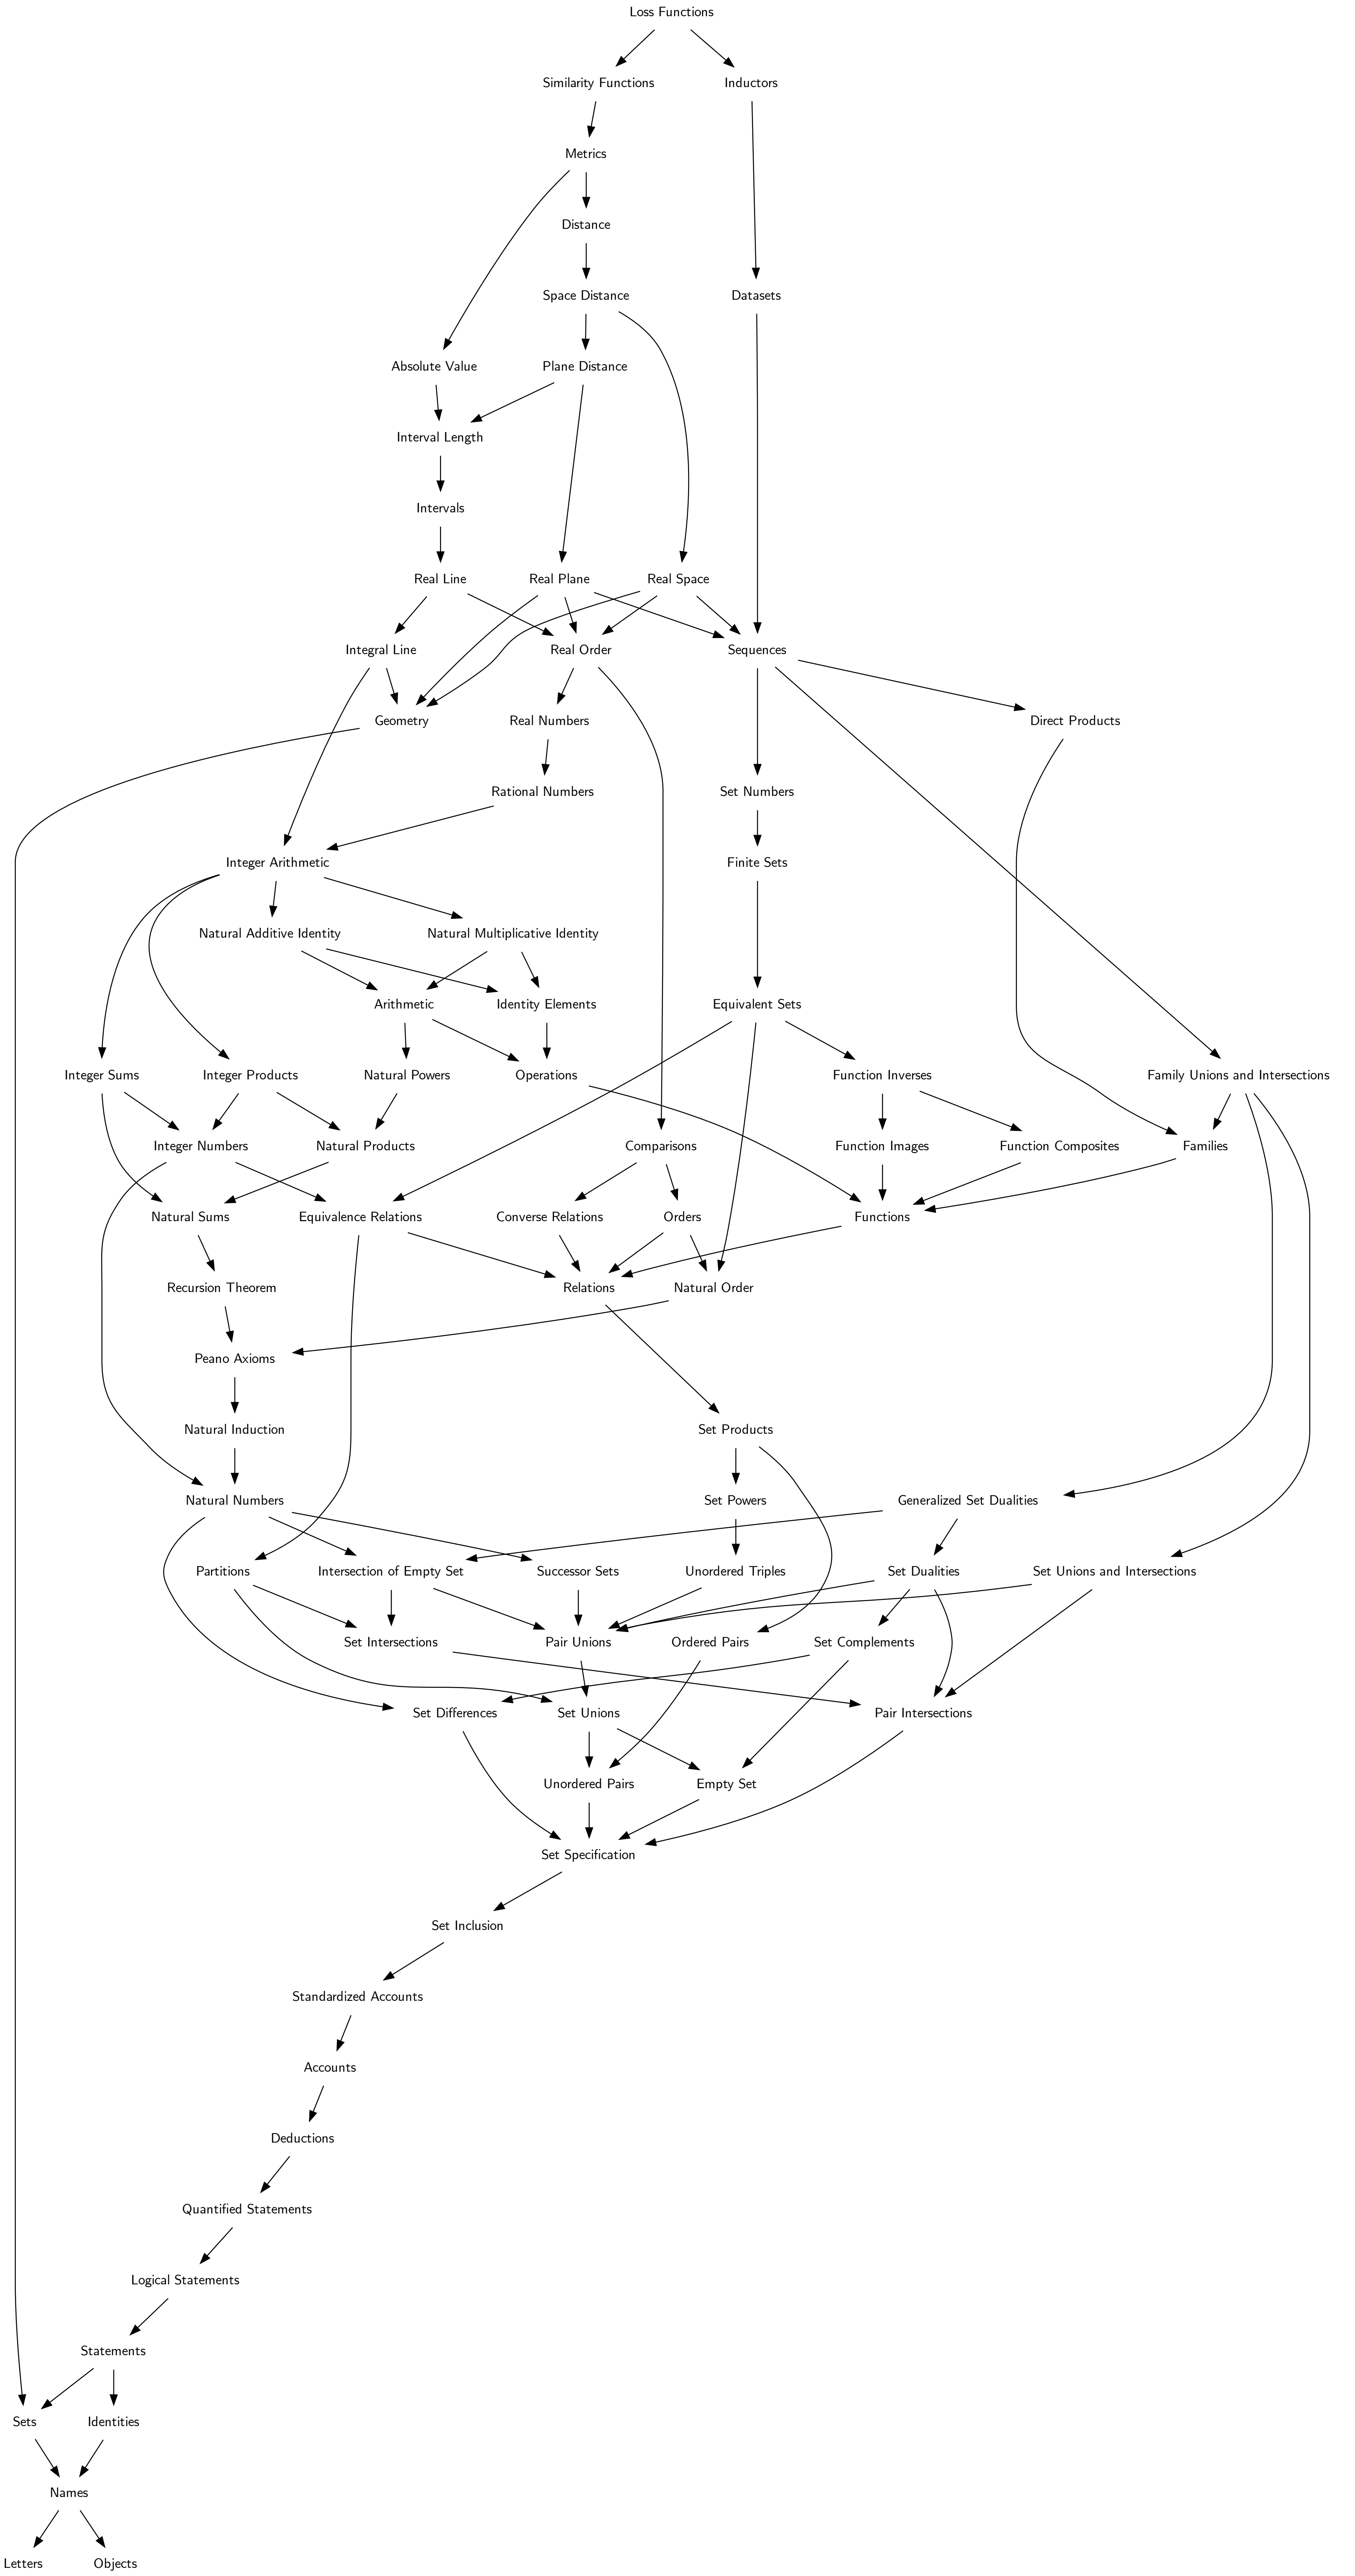 Loss Functions
Similarity Functions
Inductors
Metrics
Distance
Space Distance
Datasets
Absolute Value
Plane Distance
Interval Length
Intervals
Real Line
Real Plane
Real Space
Integral Line
Real Order
Sequences
Geometry
Real Numbers
Direct Products
Rational Numbers
Set Numbers
Integer Arithmetic
Finite Sets
Natural Additive Identity
Natural Multiplicative Identity
Arithmetic
Identity Elements
Equivalent Sets
Integer Sums
Integer Products
Natural Powers
Operations
Function Inverses
Family Unions and Intersections
Integer Numbers
Natural Products
Comparisons
Function Images
Function Composites
Families
Natural Sums
Equivalence Relations
Converse Relations
Orders
Functions
Recursion Theorem
Relations
Natural Order
Peano Axioms
Natural Induction
Set Products
Natural Numbers
Set Powers
Generalized Set Dualities
Partitions
Intersection of Empty Set
Successor Sets
Unordered Triples
Set Dualities
Set Unions and Intersections
Set Intersections
Pair Unions
Ordered Pairs
Set Complements
Set Differences
Set Unions
Pair Intersections
Unordered Pairs
Empty Set
Set Specification
Set Inclusion
Standardized Accounts
Accounts
Deductions
Quantified Statements
Logical Statements
Statements
Sets
Identities
Names
Letters
Objects